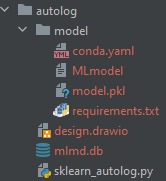 autolog
model
conda.yaml
MLmodel
model.pkl
requirements.txt
design.drawio
mlmd.db
sklearn_autolog.py